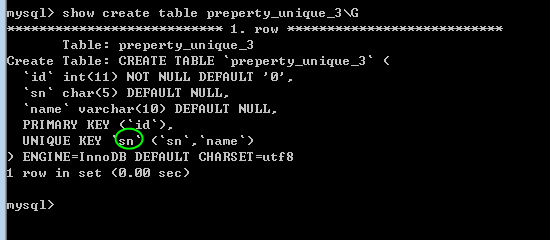 mysql> show create table preperty_unique_3\G
*************************** 1. row ***************************
       Table: preperty_unique_3
Create Table: CREATE TABLE `preperty_unique_3` (
  `id` int(11) NOT NULL DEFAULT '0',
  `sn` char(5) DEFAULT NULL,
  `name` varchar(10) DEFAULT NULL,
  PRIMARY KEY (`id`),
  UNIQUE KEY `sn` (`sn`,`name`)
) ENGINE=InnoDB DEFAULT CHARSET=utf8
1 row in set (0.00 sec)
mysql>